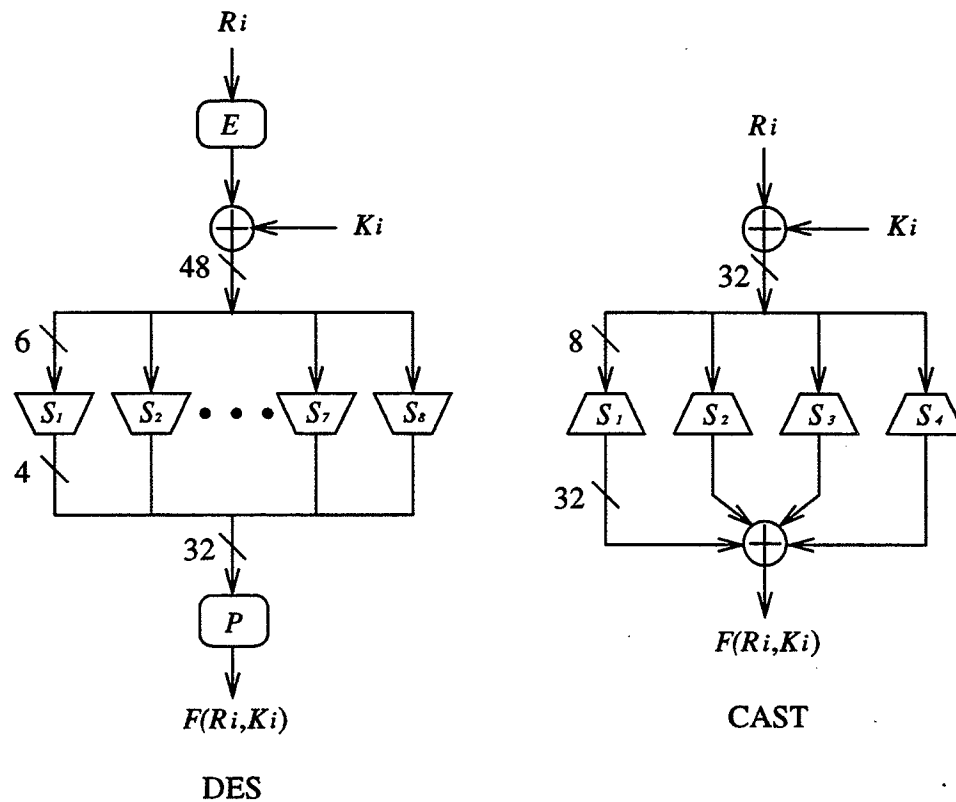 Ri
E
Ki
48
6
S1 S2 S7 S8
4
32
P
F(Ri,Ki)
DES
Ri
Ki
32
8
S1 S2 S3 S4
32
F(Ri,Ki)
CAST